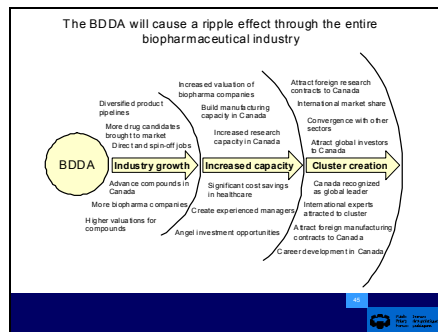 The BDDA will cause a ripple effect through the entire
biopharmaceutical industry
Diversified product
pipelines
More drug candidates
brought to market
Direct and spin-off jobs
Increased valuation of
biopharma companies
Build manufacturing
capacity in Canada
Increased research
capacity in Canada
Attract foreign research
contracts to Canada
International market share
Convergence with other
sectors
Attract global investors
to Canada
BDDA
Industry growth
Increased capacity
Cluster creation
Advance compounds in
Canada
More biopharma companies
Higher valuations for
compounds
Significant cost savings
in healthcare
Create experienced managers
Angel investment opportunities
Canada recognized
as global leader
International experts
attracted to cluster
Attract foreign manufacturing
contracts to Canada
Career development in Canada
45